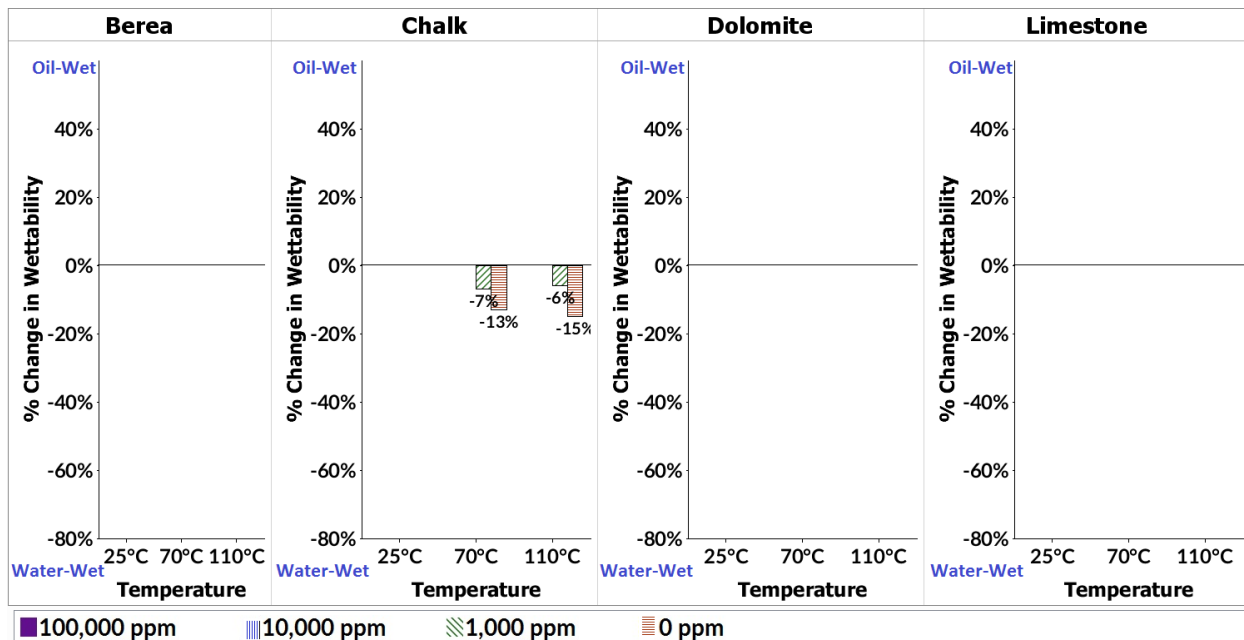 Berea
Chalk
Dolomite
Limestone
Oil-Wet
40%
20%
0%
-20%
-40%
-60%
-80%
% Change in Wettability
25°C 70°C 110°C
Water-Wet
Temperature
Oil-Wet
40%
20%
0%
-20%
-40%
-60%
-80%
% Change in Wettability
-7%
-13%
-6%
-15%
25°C 70°C 110°C
Water-Wet
Temperature
Oil-Wet
40%
20%
0%
-20%
-40%
-60%
-80%
% Change in Wettability
25°C 70°C 110°C
Water-Wet
Temperature
Oil-Wet
40%
20%
0%
-20%
-40%
-60%
-80%
% Change in Wettability
25°C 70°C 110°C
Water-Wet
Temperature
100,000 ppm 10,000 ppm 1,000 ppm 0 ppm